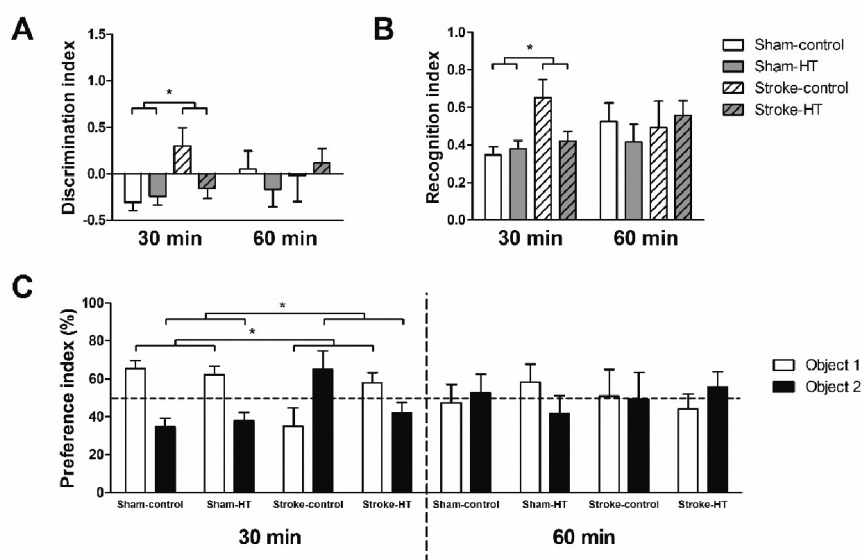 A
Discrimination index
1.5
1.0
0.5
0.0
-0.5
*
30 min
60 min
B
Recognition index
1.0
0.8
0.6
0.4
0.2
0.0
*
30 min
60 min
Sham-control
Sham-HT
Stroke-control
Stroke-HT
C
Preference index (%)
100
80
60
40
20
0
*
*
Sham-control Sham-HT Stroke-control Stroke-HT Sham-control Sham-HT Stroke-control Stroke-HT
30 min 60 min
Object 1
Object 2